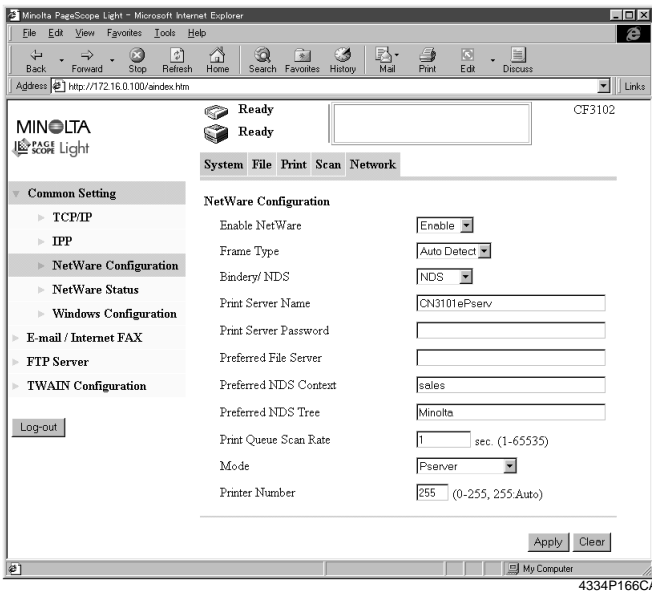 Minolta PageScope Light - Microsoft Internet Explorer
File Edit View Favorites Tools Help
Back Forward Stop Refresh Home Search Favorites History Mail Print Edit Discuss
Address http://172.16.0.100/aindex.htm Links
MINOLTA
PAGE SCOPE Light
Ready
Ready
CF3102
System File Print Scan Network
Common Setting
TCP/IP
IPP
NetWare Configuration
NetWare Status
Windows Configuration
E-mail / Internet FAX
FTP Server
TWAIN Configuration
Log-out
NetWare Configuration
Enable NetWare Enable
Frame Type Auto Detect
Bindery/ NDS NDS
Print Server Name CN3101ePserv
Print Server Password
Preferred File Server
Preferred NDS Context sales
Preferred NDS Tree Minolta
Print Queue Scan Rate 1 sec. (1-65535)
Mode Pserver
Printer Number 255 (0-255, 255:Auto)
Apply Clear
My Computer
4334P166CA